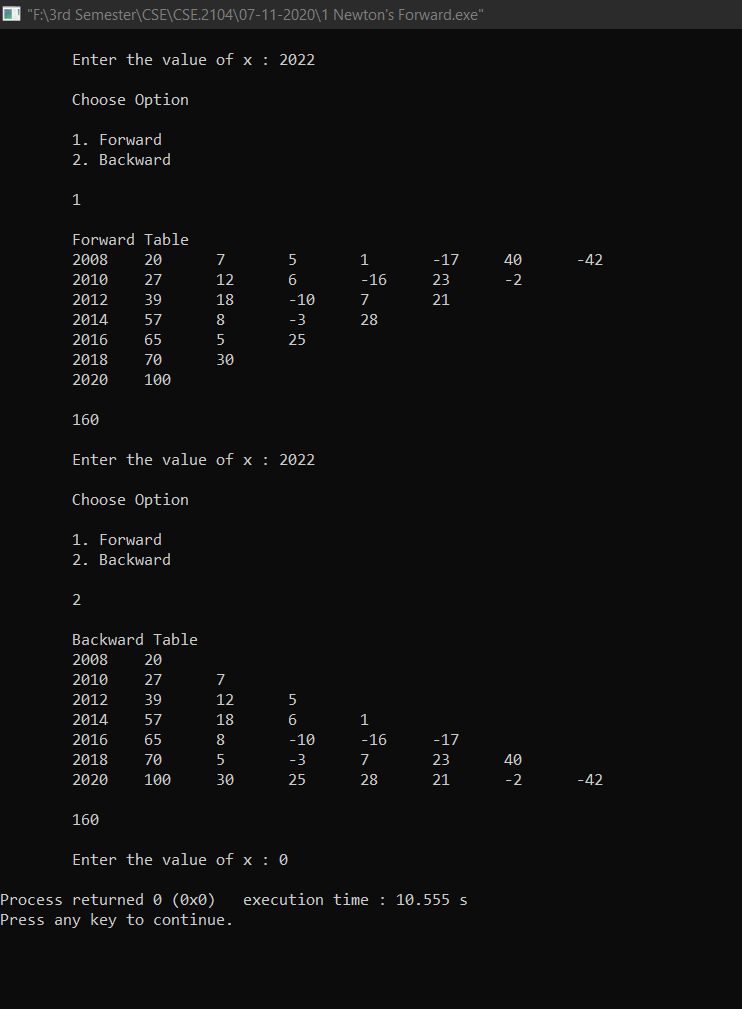 "F:\3rd Semester\CSE\CSE.2104\07-11-2020\1 Newton's Forward.exe"
Enter the value of x : 2022
Choose Option
1. Forward
2. Backward
1
Forward Table
2008 20 7 5 1 -17 40 -42
2010 27 12 6 -16 23 -2
2012 39 18 -10 7 21
2014 57 8 -3 28
2016 65 5 25
2018 70 30
2020 100
160
Enter the value of x : 2022
Choose Option
1. Forward
2. Backward
2
Backward Table
2008 20
2010 27 7
2012 39 12 5
2014 57 18 6 1
2016 65 8 -10 -16 -17
2018 70 5 -3 7 23 40
2020 100 30 25 28 21 -2 -42
160
Enter the value of x : 0
Process returned 0 (0x0) execution time : 10.555 s
Press any key to continue.